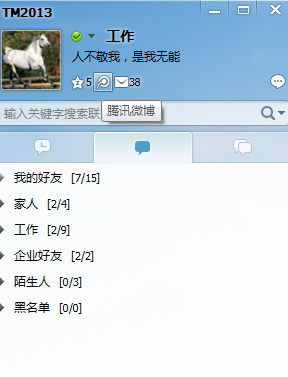 TM2013
工作
人不敬我，是我无能
5 38
输入关键字搜索联
腾讯微博
我的好友 [7/15]
家人 [2/4]
工作 [2/9]
企业好友 [2/2]
陌生人 [0/3]
黑名单 [0/0]